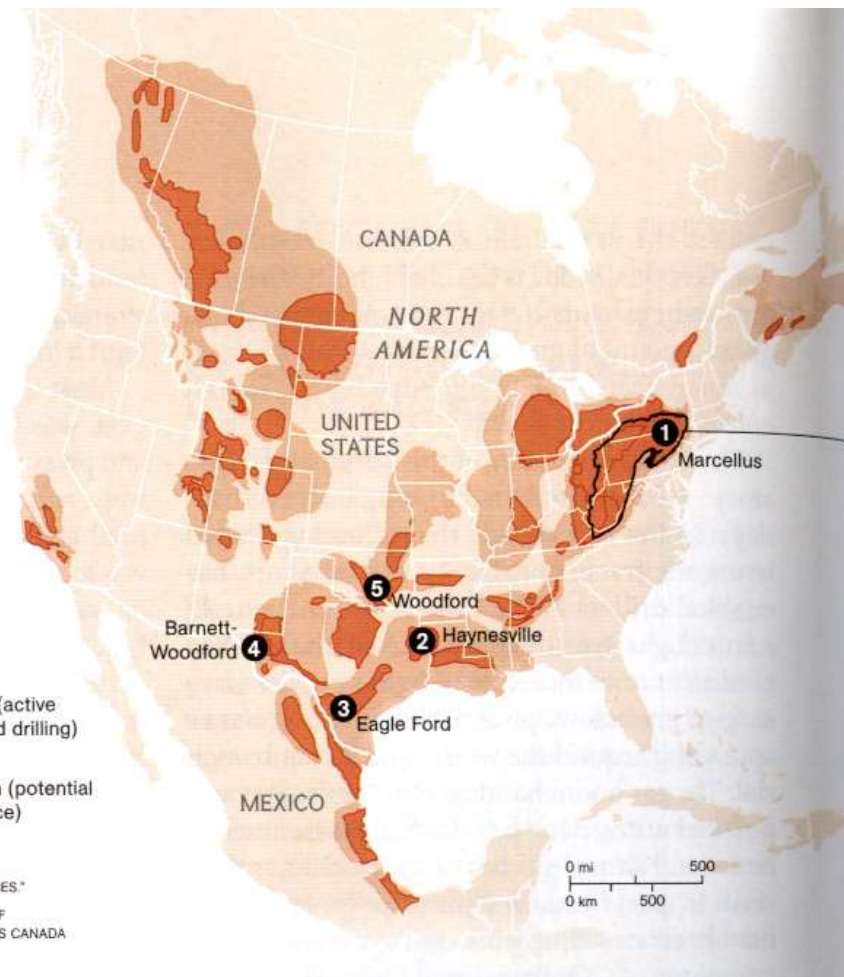 CANADA
NORTH
AMERICA
UNITED
STATES
1
Marcellus
5
Woodford
Barnett-
Woodford
4
2
Haynesville
3
Eagle Ford
(active
d drilling)
(potential
ce)
MEXICO
0 mi
500
0 km
500
ES."
F
S CANADA